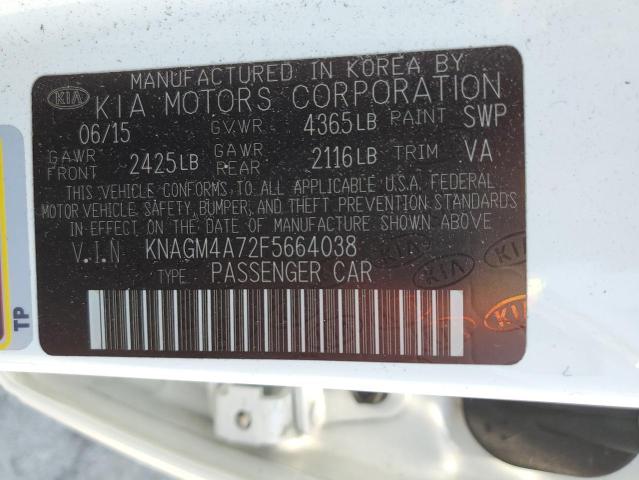 MANUFACTURED IN KOREA BY
KIA KIA MOTORS CORPORATION
06/15 GVWR 4365LB PAINT SWP
GAWR FRONT 2425LB GAWR REAR 2116LB TRIM VA
THIS VEHICLE CONFORMS TO ALL APPLICABLE U.S.A. FEDERAL
MOTOR VEHICLE SAFETY, BUMPER, AND THEFT PREVENTION STANDARDS
IN EFFECT ON THE DATE OF MANUFACTURE SHOWN ABOVE
V.I.N KNAGM4A72F5664038
TYPE PASSENGER CAR
KIA
TP